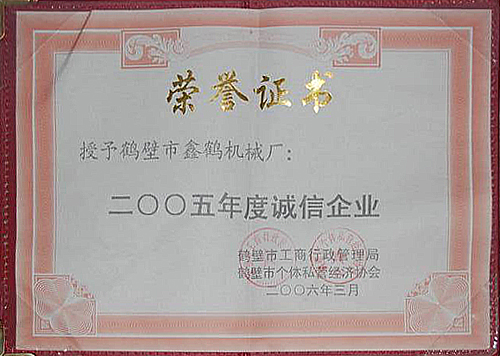 荣誉证书
授予鹤壁市鑫鹤机械厂:
二〇〇五年度诚信企业
鹤壁市工商行政管理局
鹤壁市个体私营经济协会
二〇〇六年三月